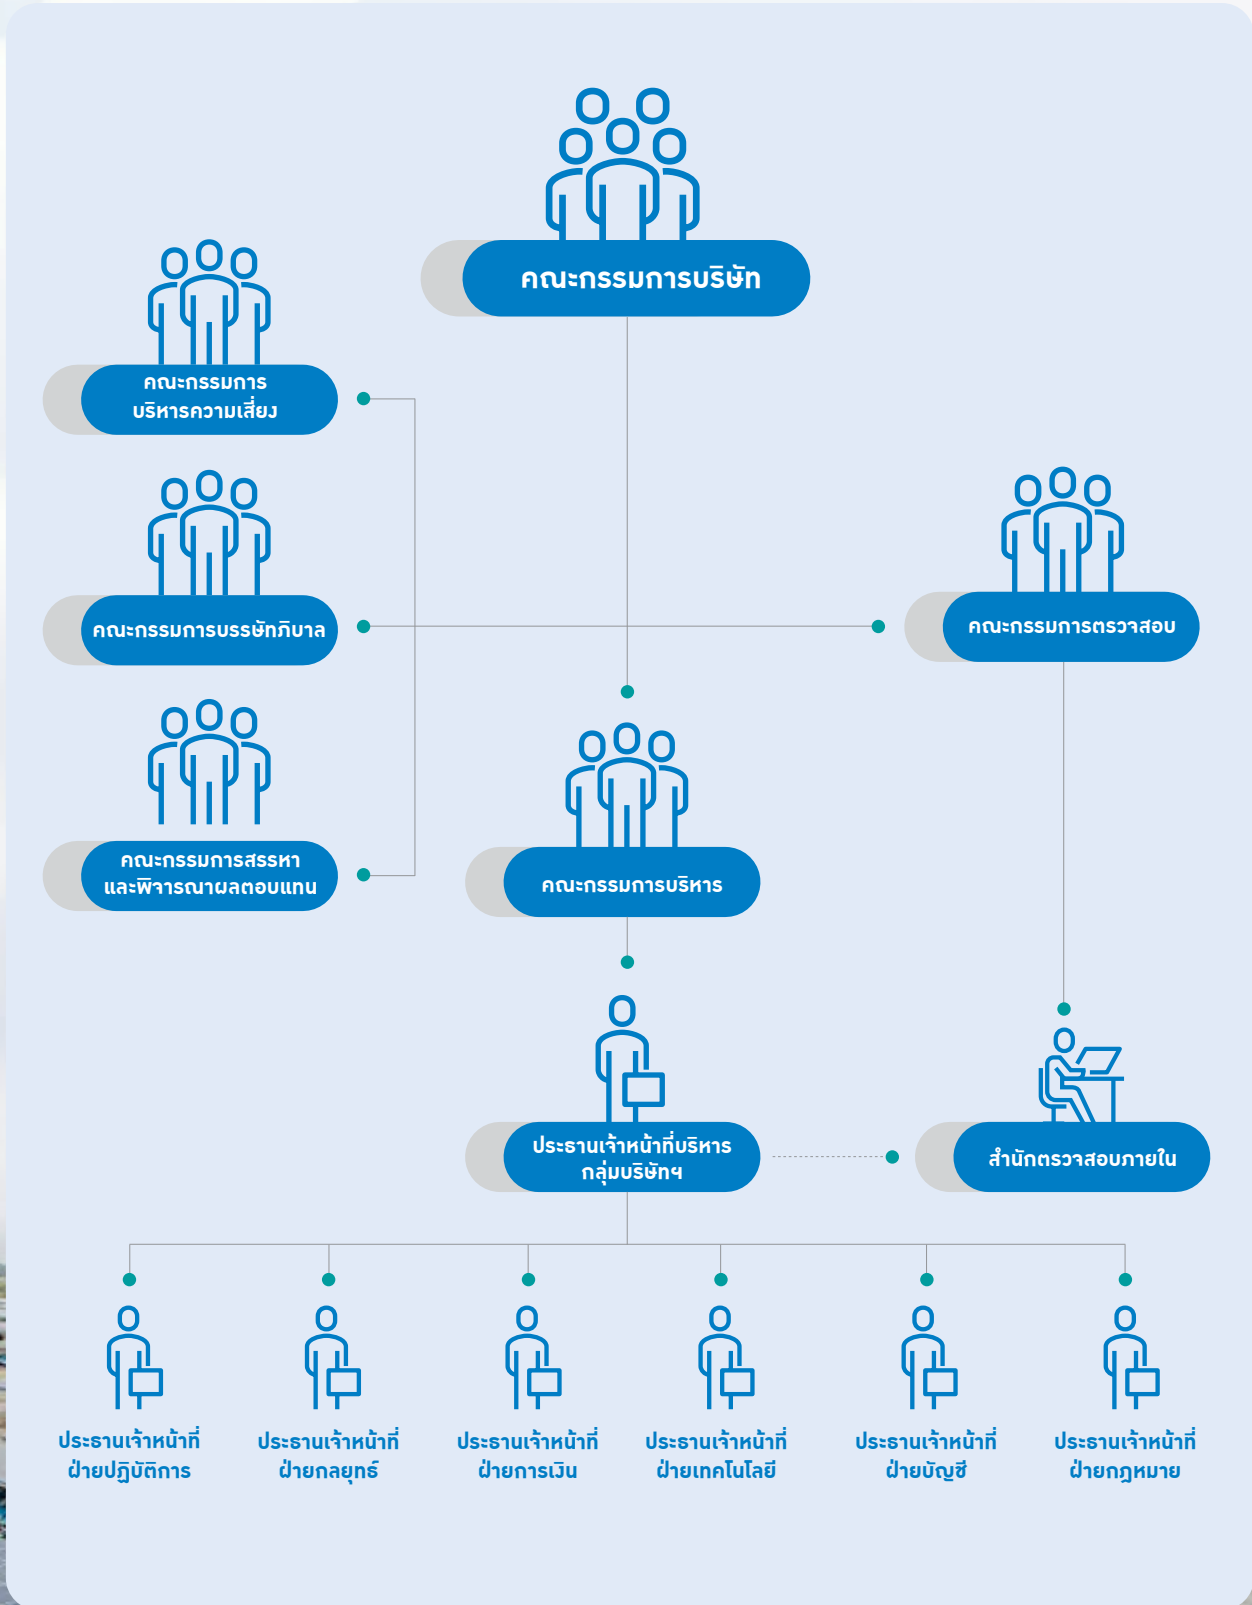 คณะกรรมการบริษัท
คณะกรรมการ
บริหารความเสี่ยง
คณะกรรมการบรรษัทภิบาล
คณะกรรมการตรวจสอบ
คณะกรรมการสรรหา
และพิจารณาผลตอบแทน
คณะกรรมการบริหาร
ประธานเจ้าหน้าที่บริหาร
กลุ่มบริษัทฯ
สำนักตรวจสอบภายใน
ประธานเจ้าหน้าที่
ฝ่ายปฏิบัติการ
ประธานเจ้าหน้าที่
ฝ่ายกลยุทธ์
ประธานเจ้าหน้าที่
ฝ่ายการเงิน
ประธานเจ้าหน้าที่
ฝ่ายเทคโนโลยี
ประธานเจ้าหน้าที่
ฝ่ายบัญชี
ประธานเจ้าหน้าที่
ฝ่ายกฎหมาย